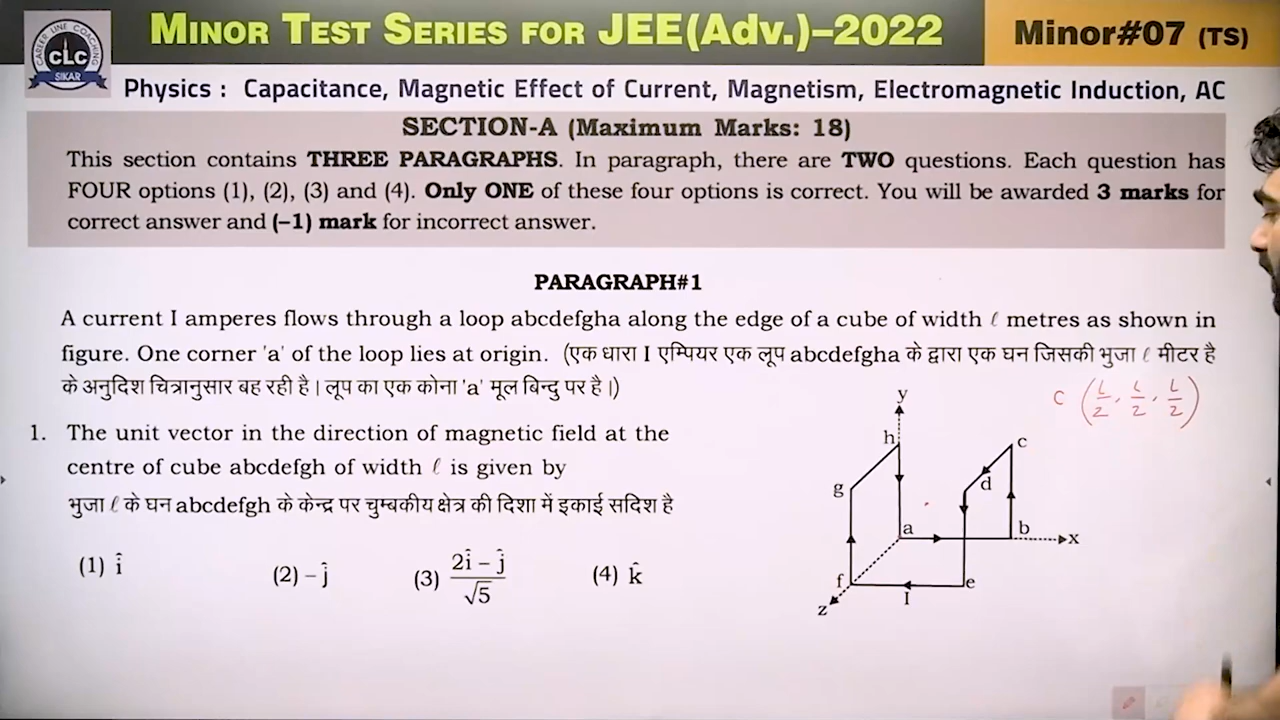 CAREER LINE COACHING
CLC
SIKAR
MINOR TEST SERIES FOR JEE(Adv.)–2022
Minor#07 (TS)
Physics : Capacitance, Magnetic Effect of Current, Magnetism, Electromagnetic Induction, AC
SECTION-A (Maximum Marks: 18)
This section contains THREE PARAGRAPHS. In paragraph, there are TWO questions. Each question has
FOUR options (1), (2), (3) and (4). Only ONE of these four options is correct. You will be awarded 3 marks for
correct answer and (–1) mark for incorrect answer.
PARAGRAPH#1
A current I amperes flows through a loop abcdefgha along the edge of a cube of width ℓ metres as shown in
figure. One corner 'a' of the loop lies at origin. (एक धारा I एम्पियर एक लूप abcdefgha के द्वारा एक घन जिसकी भुजा ℓ मीटर है
के अनुदिश चित्रानुसार बह रही है। लूप का एक कोना 'a' मूल बिन्दु पर है।)
C (L/2, L/2, L/2)
1. The unit vector in the direction of magnetic field at the
centre of cube abcdefgh of width ℓ is given by
भुजा ℓ के घन abcdefgh के केन्द्र पर चुम्बकीय क्षेत्र की दिशा में इकाई सदिश है
(1) î (2) – ĵ (3) (2î – ĵ)/√5 (4) k̂
y
h
c
g
d
a
b
x
f
e
I
z